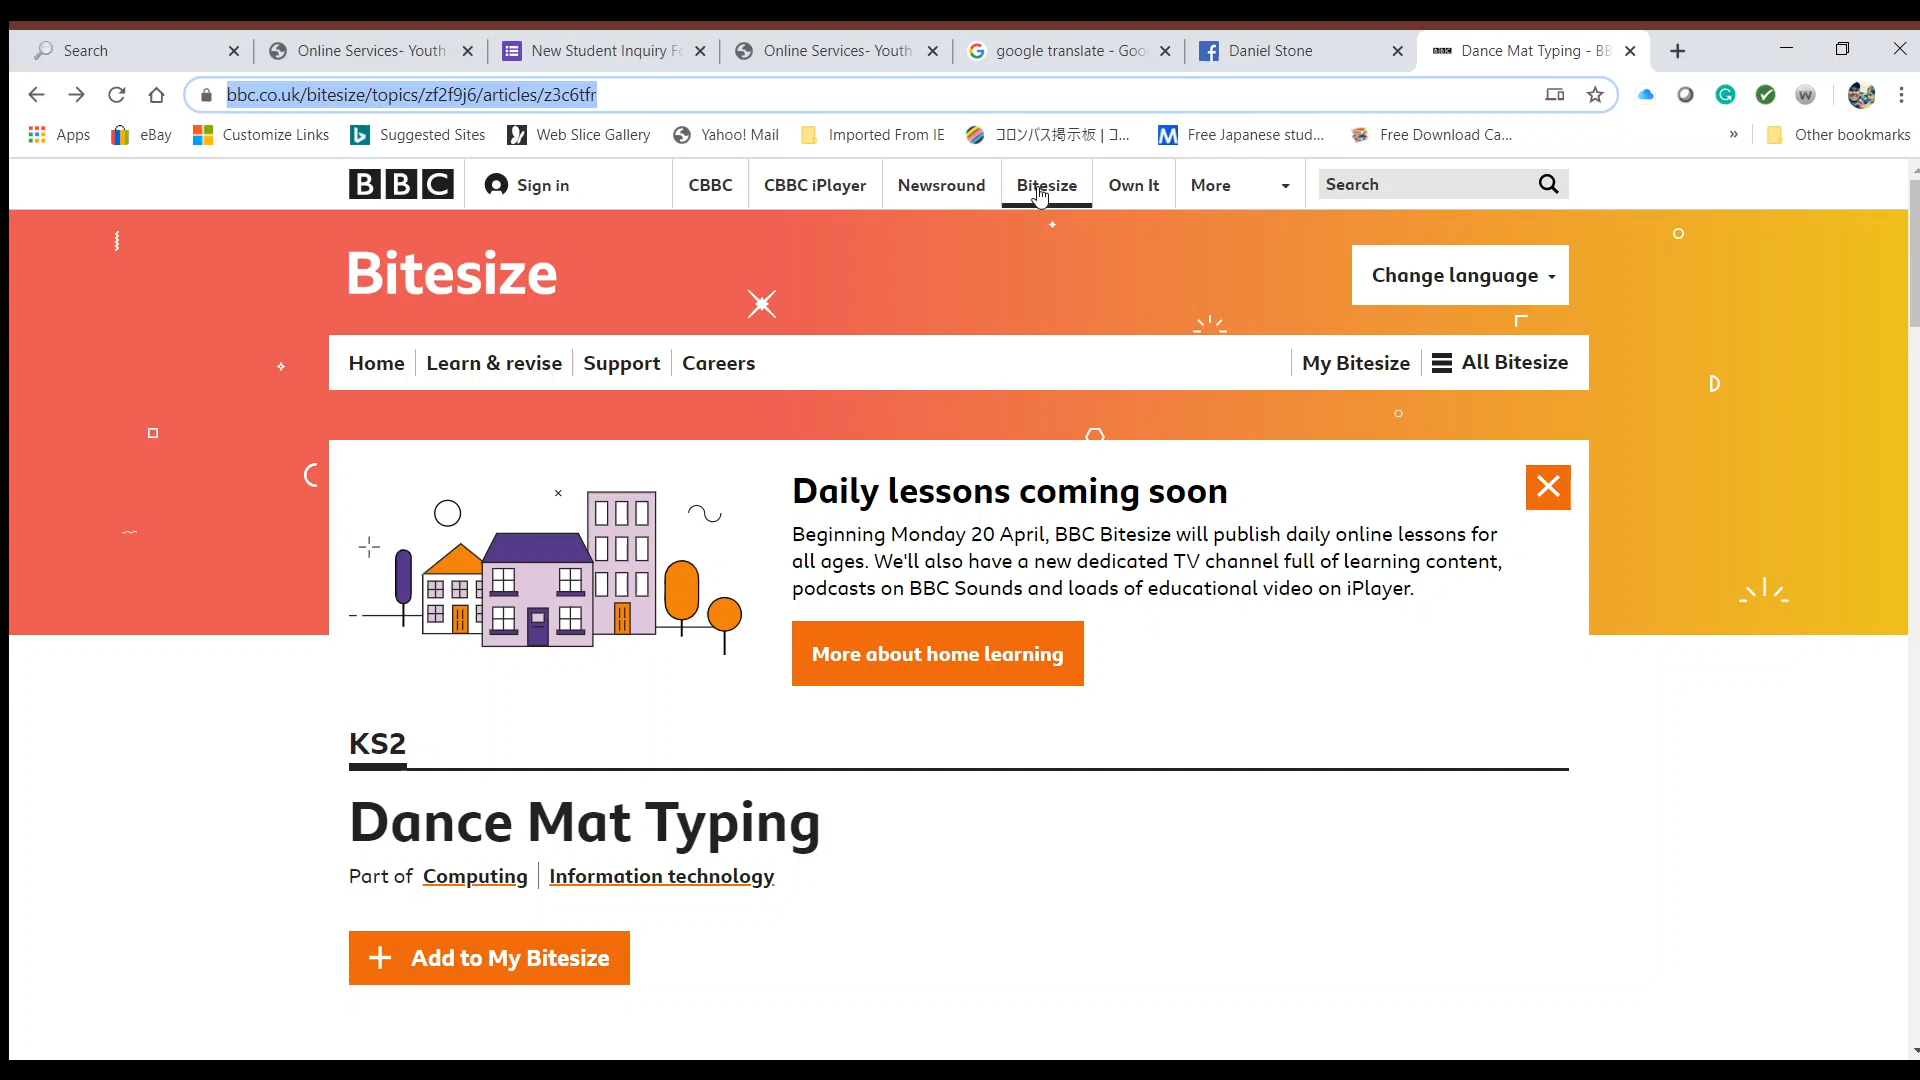 Search
Online Services- Youth
New Student Inquiry Fo
Online Services- Youth
google translate - Goo
Daniel Stone
BBC Dance Mat Typing - BB
bbc.co.uk/bitesize/topics/zf2f9j6/articles/z3c6tfr
Apps
eBay
Customize Links
Suggested Sites
Web Slice Gallery
Yahoo! Mail
Imported From IE
コロンバス掲示板 | コ...
Free Japanese stud...
Free Download Ca...
»
Other bookmarks
BBC
Sign in
CBBC
CBBC iPlayer
Newsround
Bitesize
Own It
More
Search
Bitesize
Change language
Home
Learn & revise
Support
Careers
My Bitesize
All Bitesize
Daily lessons coming soon
Beginning Monday 20 April, BBC Bitesize will publish daily online lessons for
all ages. We'll also have a new dedicated TV channel full of learning content,
podcasts on BBC Sounds and loads of educational video on iPlayer.
More about home learning
KS2
Dance Mat Typing
Part of Computing | Information technology
+ Add to My Bitesize